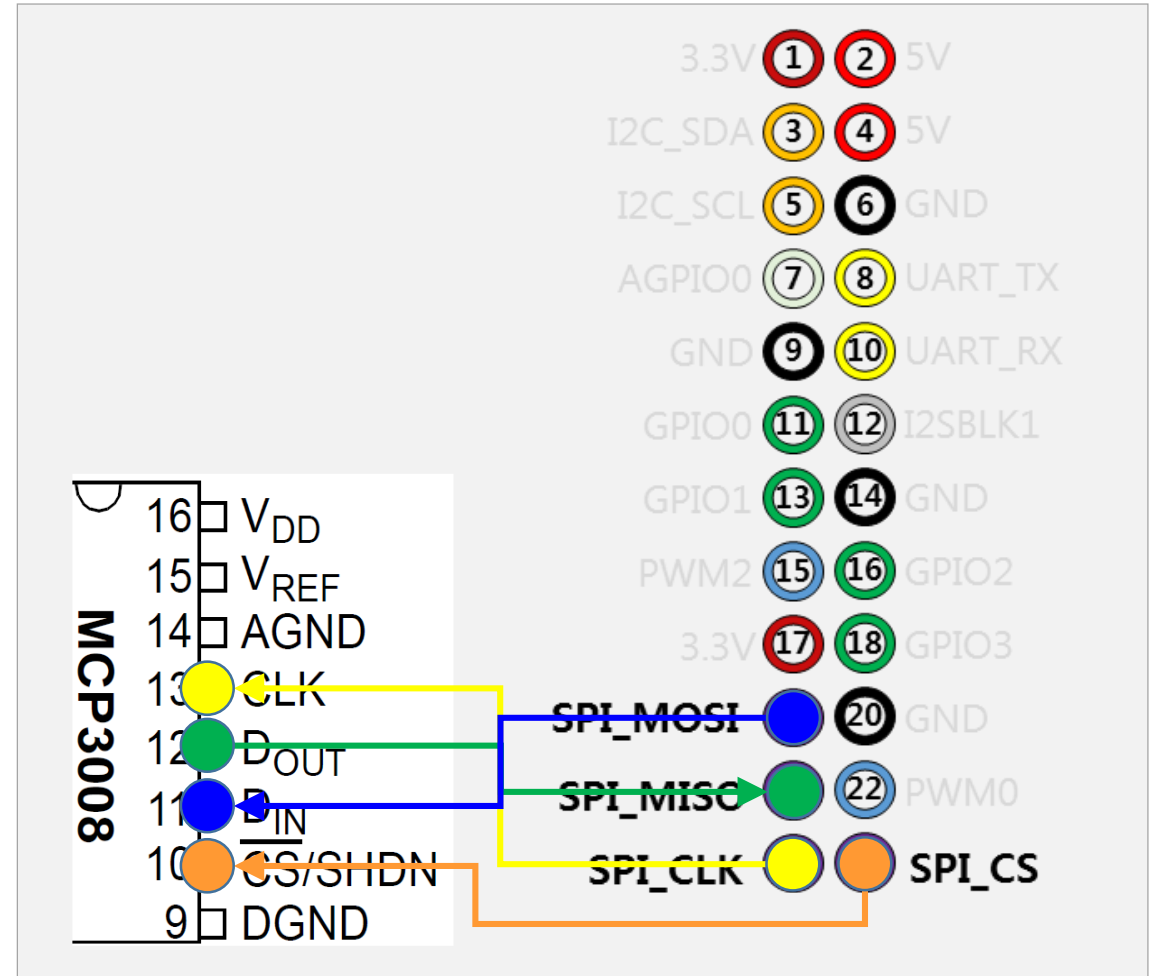 3.3V 1 2 5V
I2C_SDA 3 4 5V
I2C_SCL 5 6 GND
AGPIO0 7 8 UART_TX
GND 9 10 UART_RX
GPIO0 11 12 I2SBLK1
GPIO1 13 14 GND
PWM2 15 16 GPIO2
3.3V 17 18 GPIO3
SPI_MOSI 20 GND
SPI_MISO 22 PWM0
SPI_CLK SPI_CS
MCP3008
16 VDD
15 VREF
14 AGND
13 CLK
12 DOUT
11 DIN
10 CS/SHDN
9 DGND